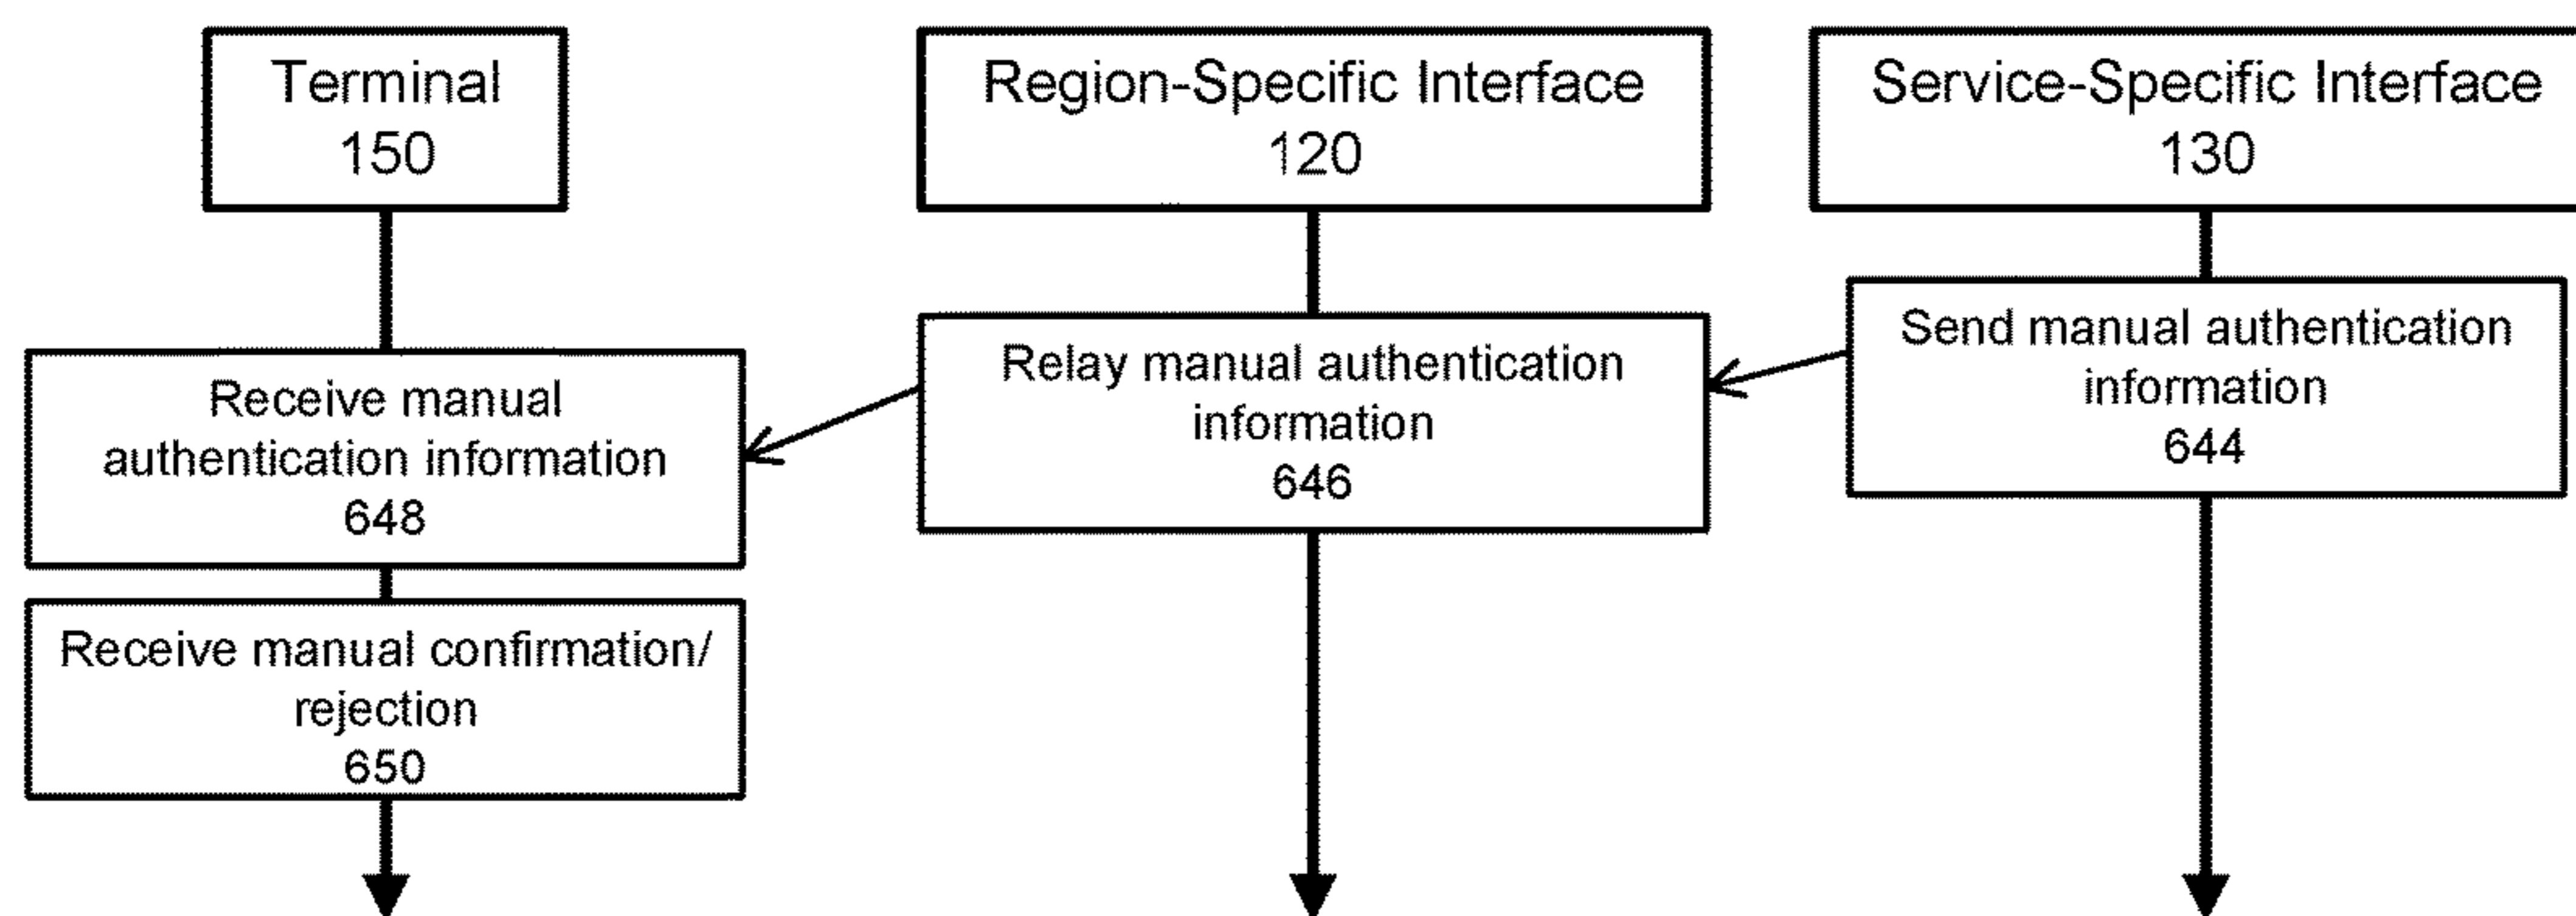 Terminal
150
Region-Specific Interface
120
Service-Specific Interface
130
Send manual authentication
information
644
Relay manual authentication
information
646
Receive manual
authentication information
648
Receive manual confirmation/
rejection
650